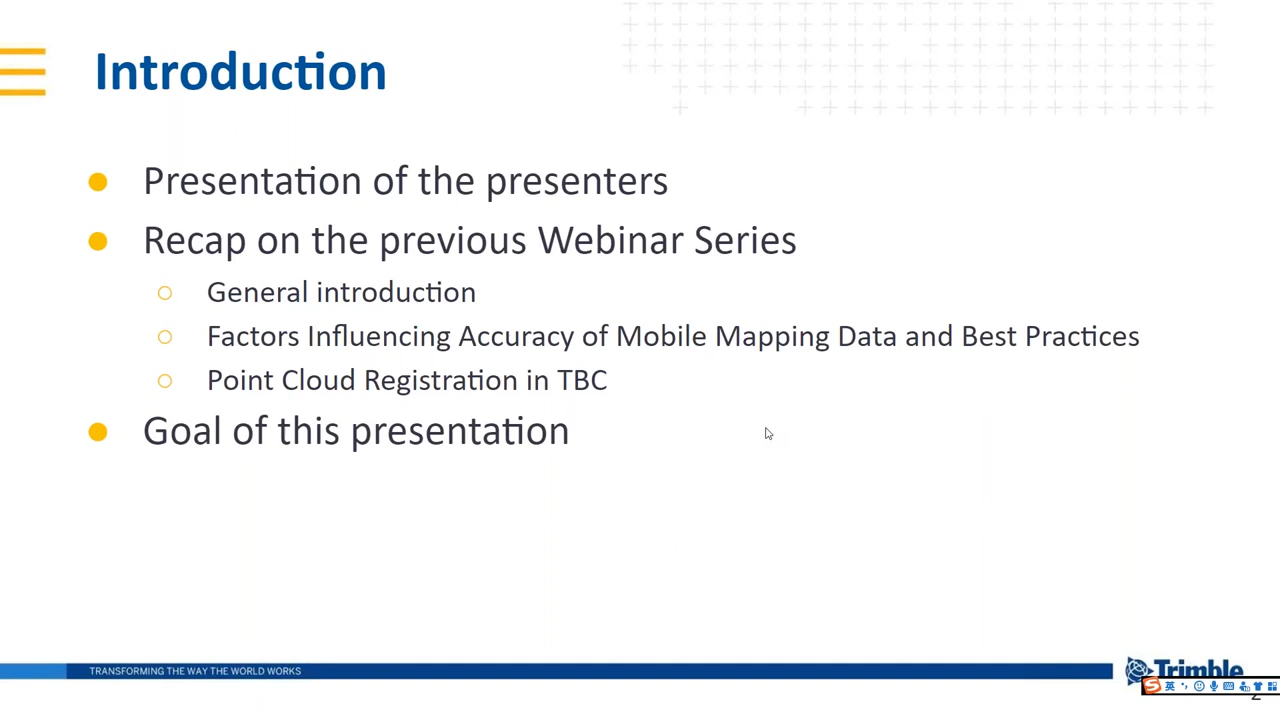 Introduction
Presentation of the presenters
Recap on the previous Webinar Series
General introduction
Factors Influencing Accuracy of Mobile Mapping Data and Best Practices
Point Cloud Registration in TBC
Goal of this presentation
TRANSFORMING THE WAY THE WORLD WORKS
Trimble
英
2